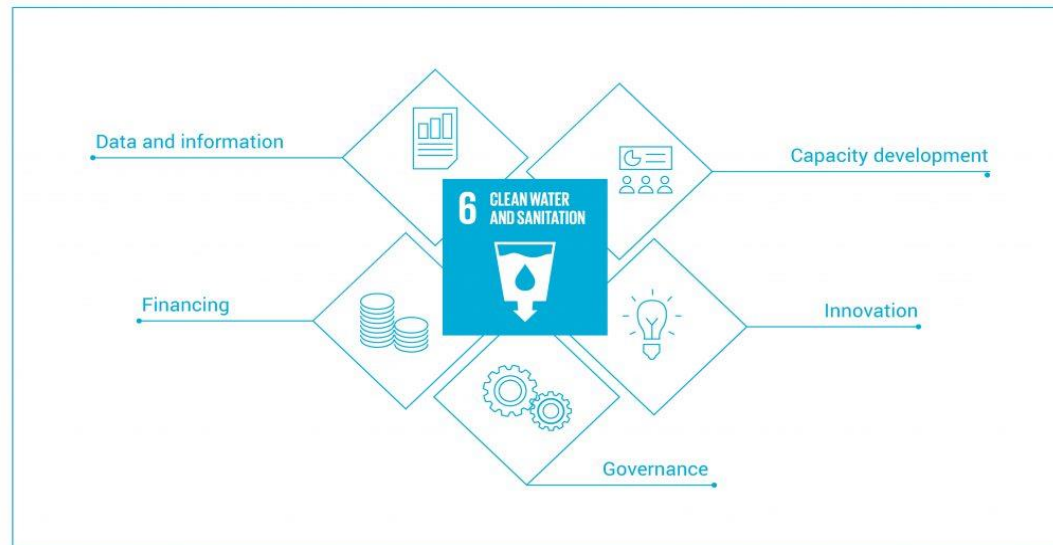 Data and information
Capacity development
6 CLEAN WATER
AND SANITATION
Financing
Innovation
Governance